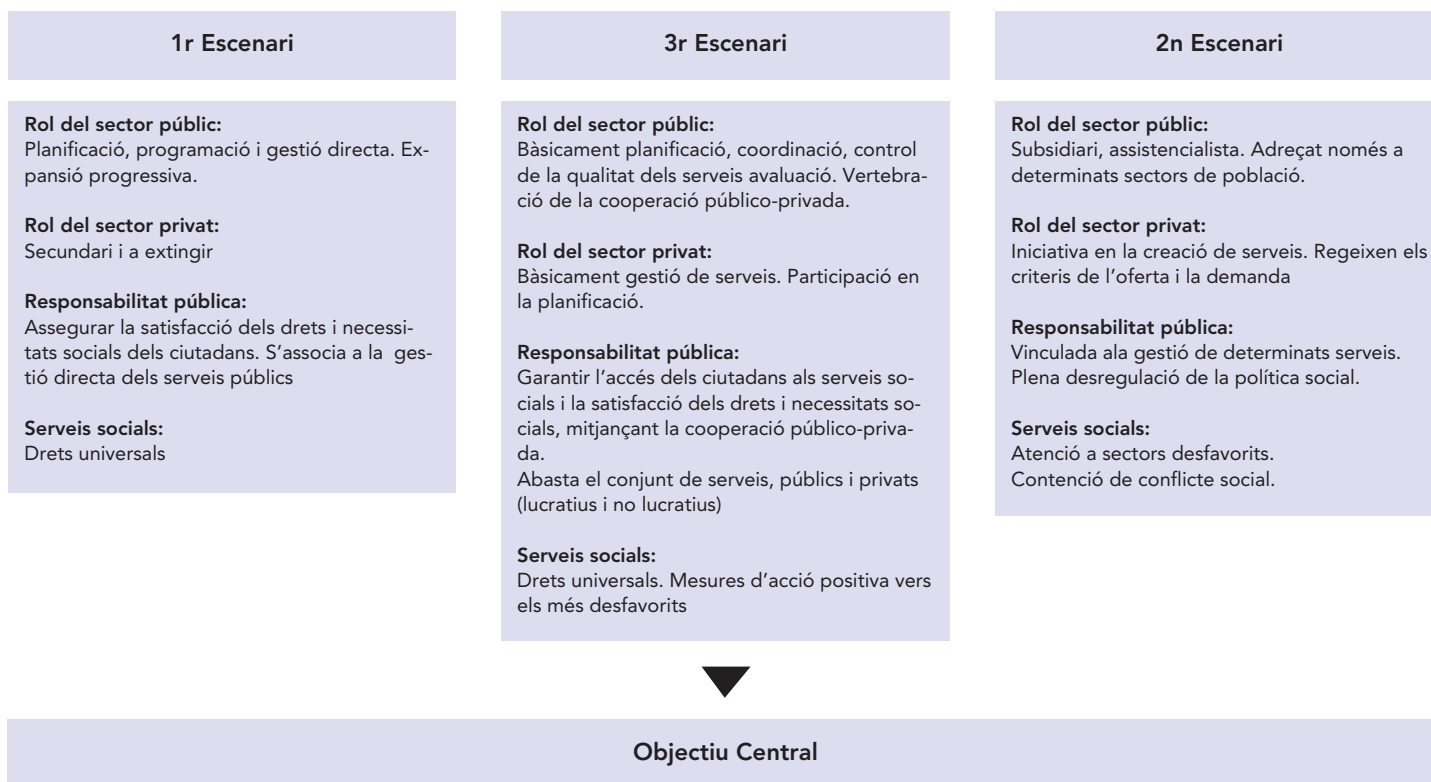 1r Escenari
Rol del sector públic:
Planificació, programació i gestió directa. Ex-
pansió progressiva.
Rol del sector privat:
Secundari i a extingir
Responsabilitat pública:
Assegurar la satisfacció dels drets i necessi-
tats socials dels ciutadans. S’associa a la ges-
tió directa dels serveis públics
Serveis socials:
Drets universals
3r Escenari
Rol del sector públic:
Bàsicament planificació, coordinació, control
de la qualitat dels serveis avaluació. Vertebra-
ció de la cooperació público-privada.
Rol del sector privat:
Bàsicament gestió de serveis. Participació en
la planificació.
Responsabilitat pública:
Garantir l’accés dels ciutadans als serveis so-
cials i la satisfacció dels drets i necessitats so-
cials, mitjançant la cooperació público-priva-
da.
Abasta el conjunt de serveis, públics i privats
(lucratius i no lucratius)
Serveis socials:
Drets universals. Mesures d’acció positiva vers
els més desfavorits
2n Escenari
Rol del sector públic:
Subsidiari, assistencialista. Adreçat només a
determinats sectors de població.
Rol del sector privat:
Iniciativa en la creació de serveis. Regeixen els
criteris de l’oferta i la demanda
Responsabilitat pública:
Vinculada ala gestió de determinats serveis.
Plena desregulació de la política social.
Serveis socials:
Atenció a sectors desfavorits.
Contenció de conflicte social.
Objectiu Central